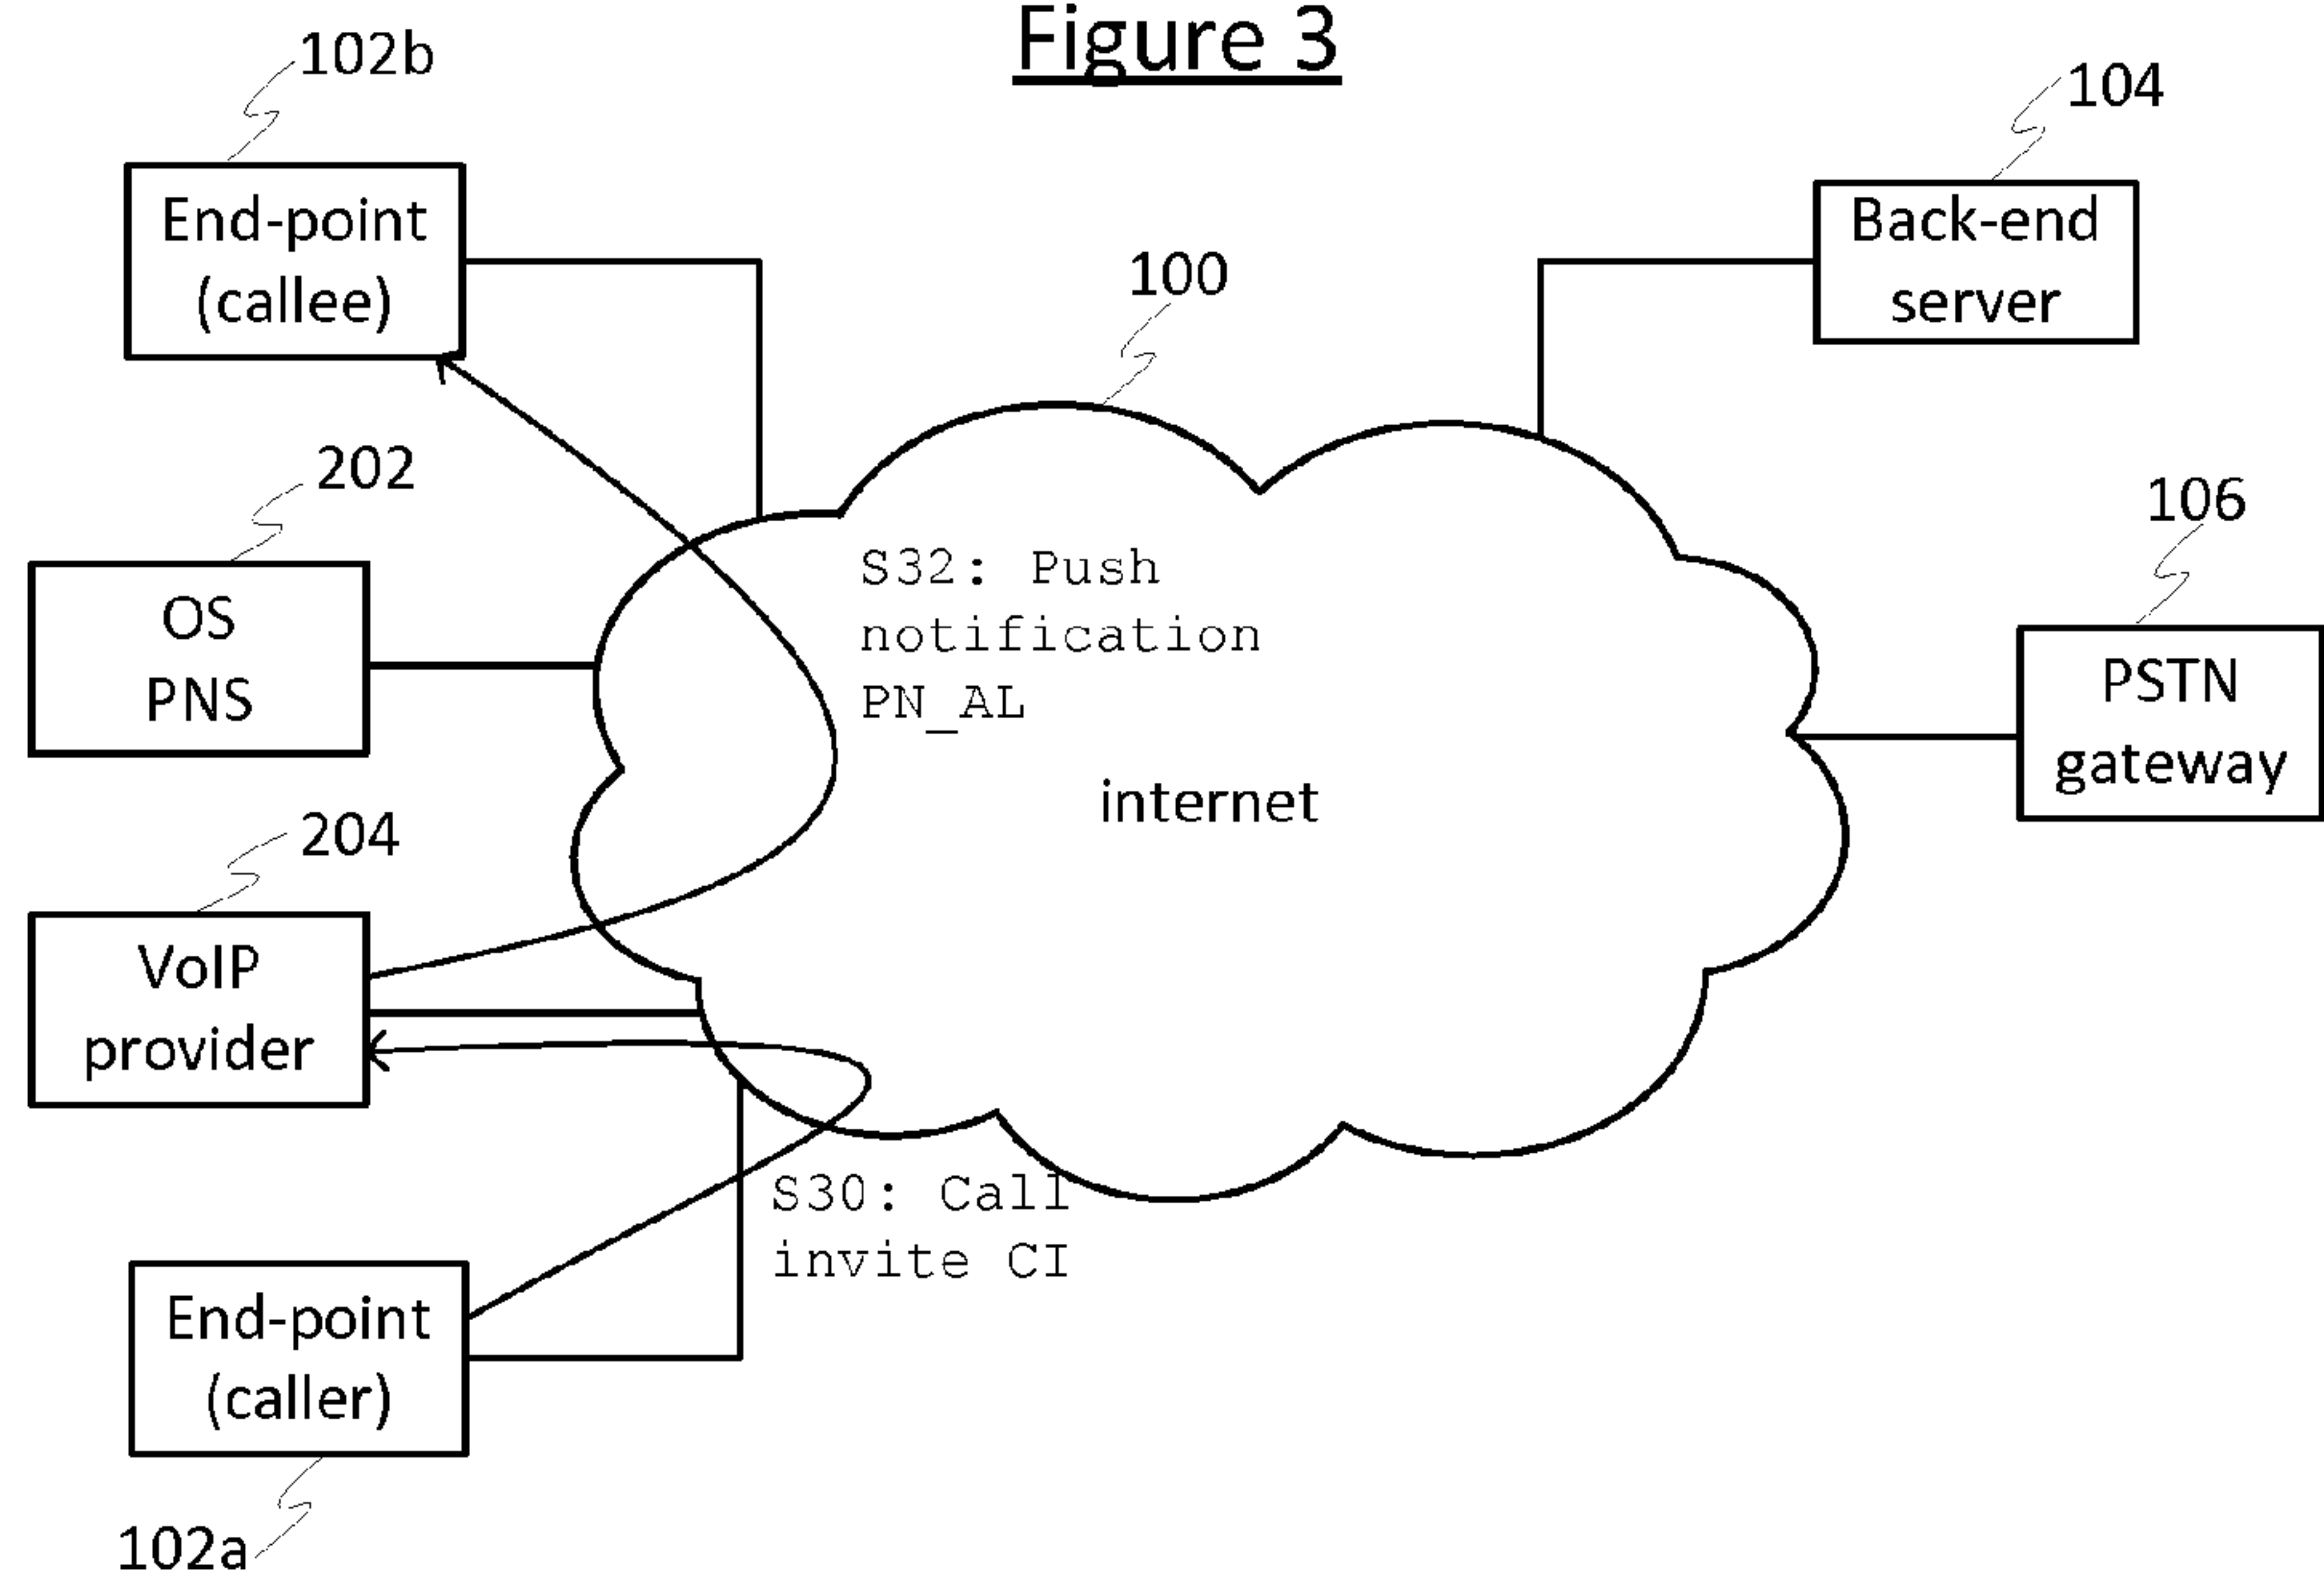 Figure 3
102b
104
End-point
(callee)
Back-end
server
100
202
106
OS
PNS
S32: Push
notification
PN_AL
PSTN
gateway
internet
204
VoIP
provider
S30: Call
invite CI
End-point
(caller)
102a